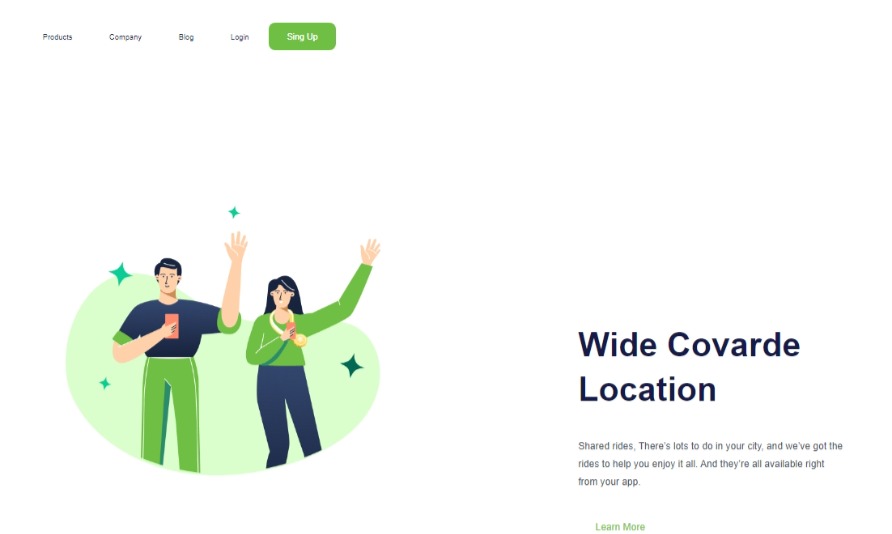 Products Company Blog Login Sing Up
Wide Covarde
Location
Shared rides, There's lots to do in your city, and we've got the
rides to help you enjoy it all. And they're all available right
from your app.
Learn More